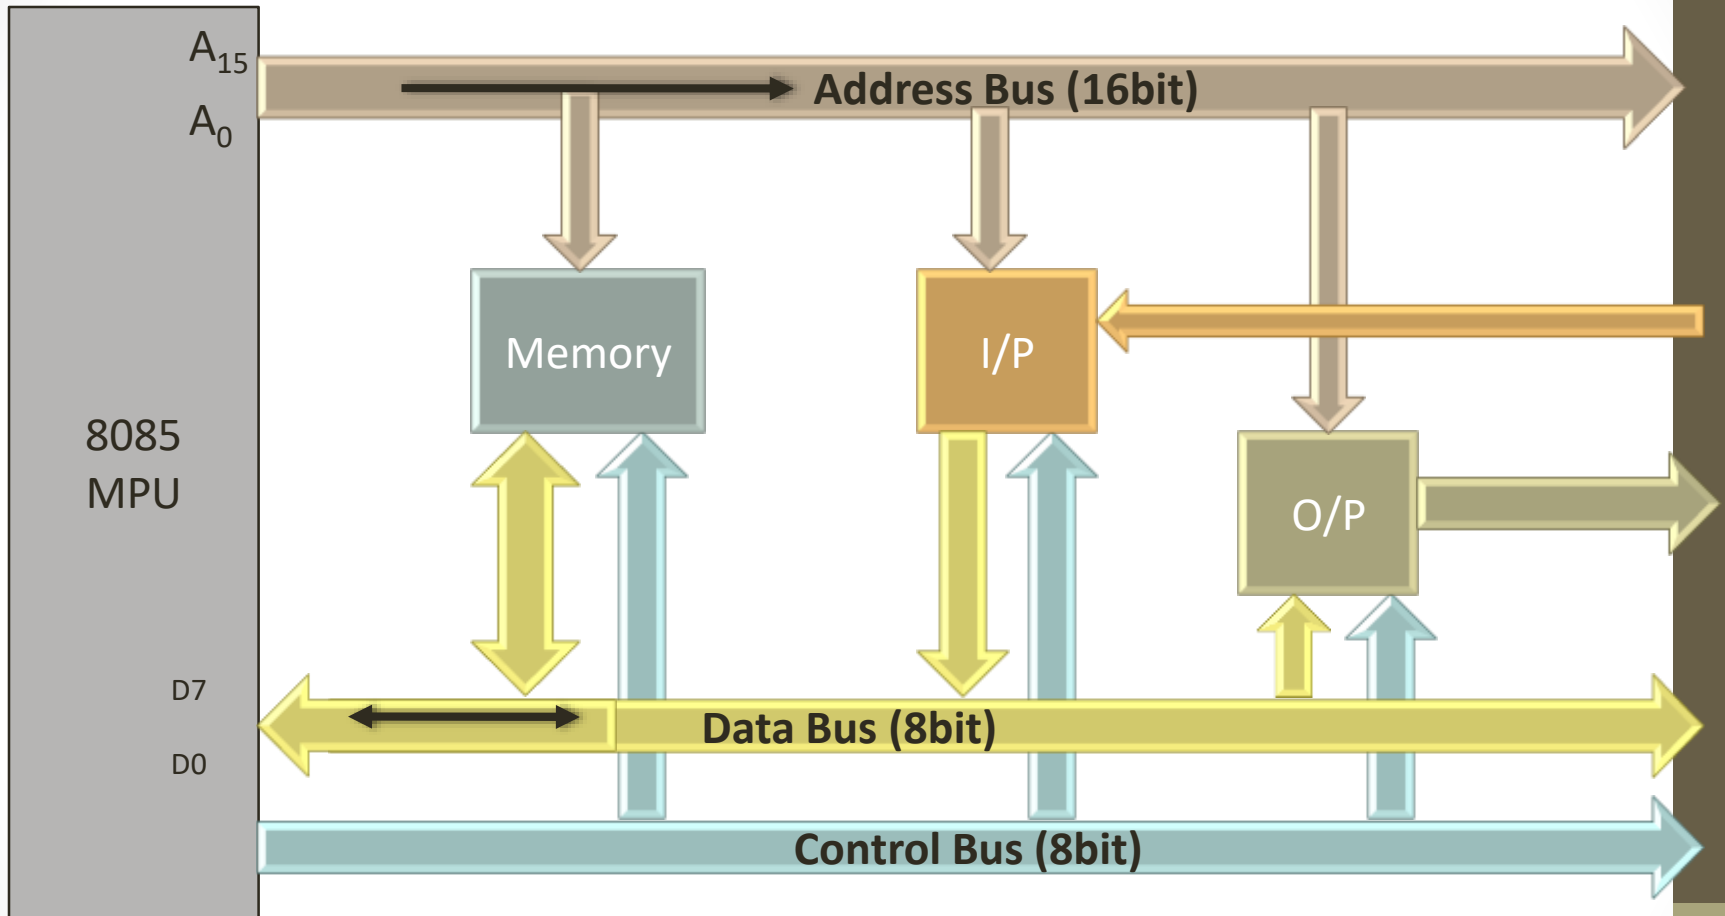 A15
Address Bus (16bit)
A0
Memory
I/P
8085
MPU
O/P
D7
Data Bus (8bit)
D0
Control Bus (8bit)